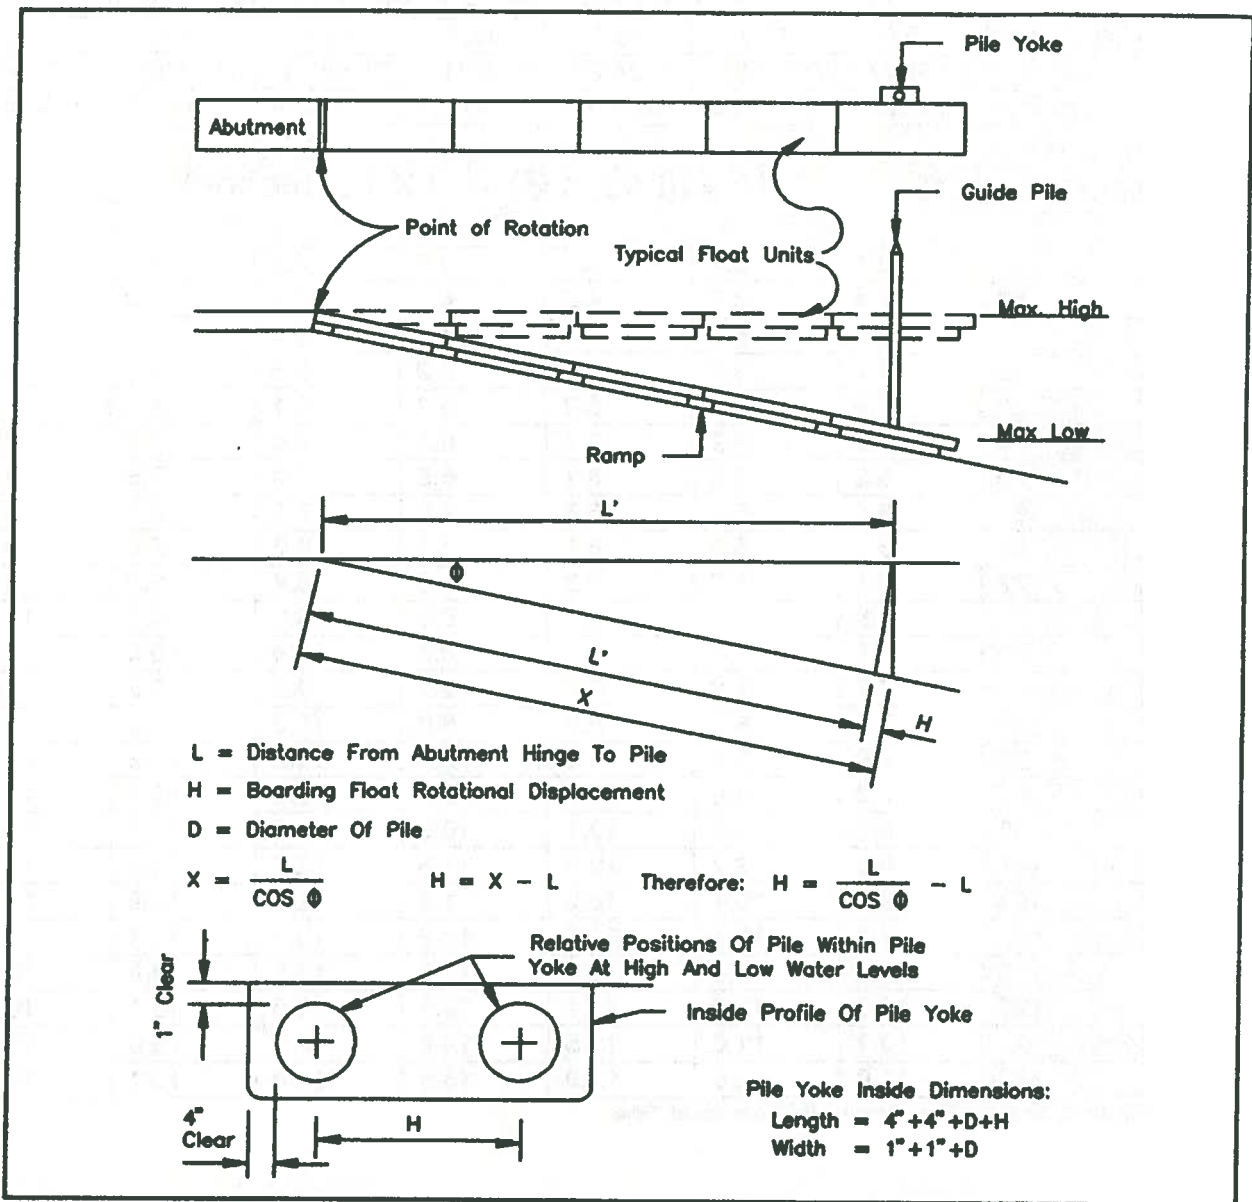 Pile Yoke
Abutment
Guide Pile
Point of Rotation
Typical Float Units
Max. High
Max Low
Ramp
L'
Φ
L'
X
H
L = Distance From Abutment Hinge To Pile
H = Boarding Float Rotational Displacement
D = Diameter Of Pile
X = L / COS Φ
H = X - L
Therefore: H = L / COS Φ - L
Relative Positions Of Pile Within Pile
Yoke At High And Low Water Levels
1" Clear
Inside Profile Of Pile Yoke
4"
Clear
H
Pile Yoke Inside Dimensions:
Length = 4"+4"+D+H
Width = 1"+1"+D